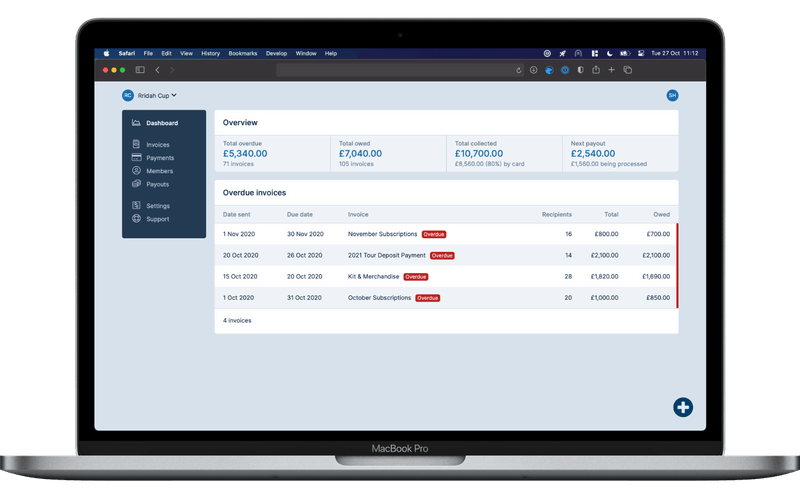 Safari File Edit View History Bookmarks Develop Window Help Tue 27 Oct 11:12
RC Rridah Cup SH
Dashboard
Invoices
Payments
Members
Payouts
Settings
Support
Overview
Total overdue Total owed Total collected Next payout
£5,340.00 £7,040.00 £10,700.00 £2,540.00
71 invoices 105 invoices £8,560.00 (80%) by card £1,560.00 being processed
Overdue invoices
Date sent Due date Invoice Recipients Total Owed
1 Nov 2020 30 Nov 2020 November Subscriptions Overdue 16 £800.00 £700.00
20 Oct 2020 26 Oct 2020 2021 Tour Deposit Payment Overdue 14 £2,100.00 £2,100.00
15 Oct 2020 20 Oct 2020 Kit & Merchandise Overdue 28 £1,820.00 £1,690.00
1 Oct 2020 31 Oct 2020 October Subscriptions Overdue 20 £1,000.00 £850.00
4 invoices
MacBook Pro